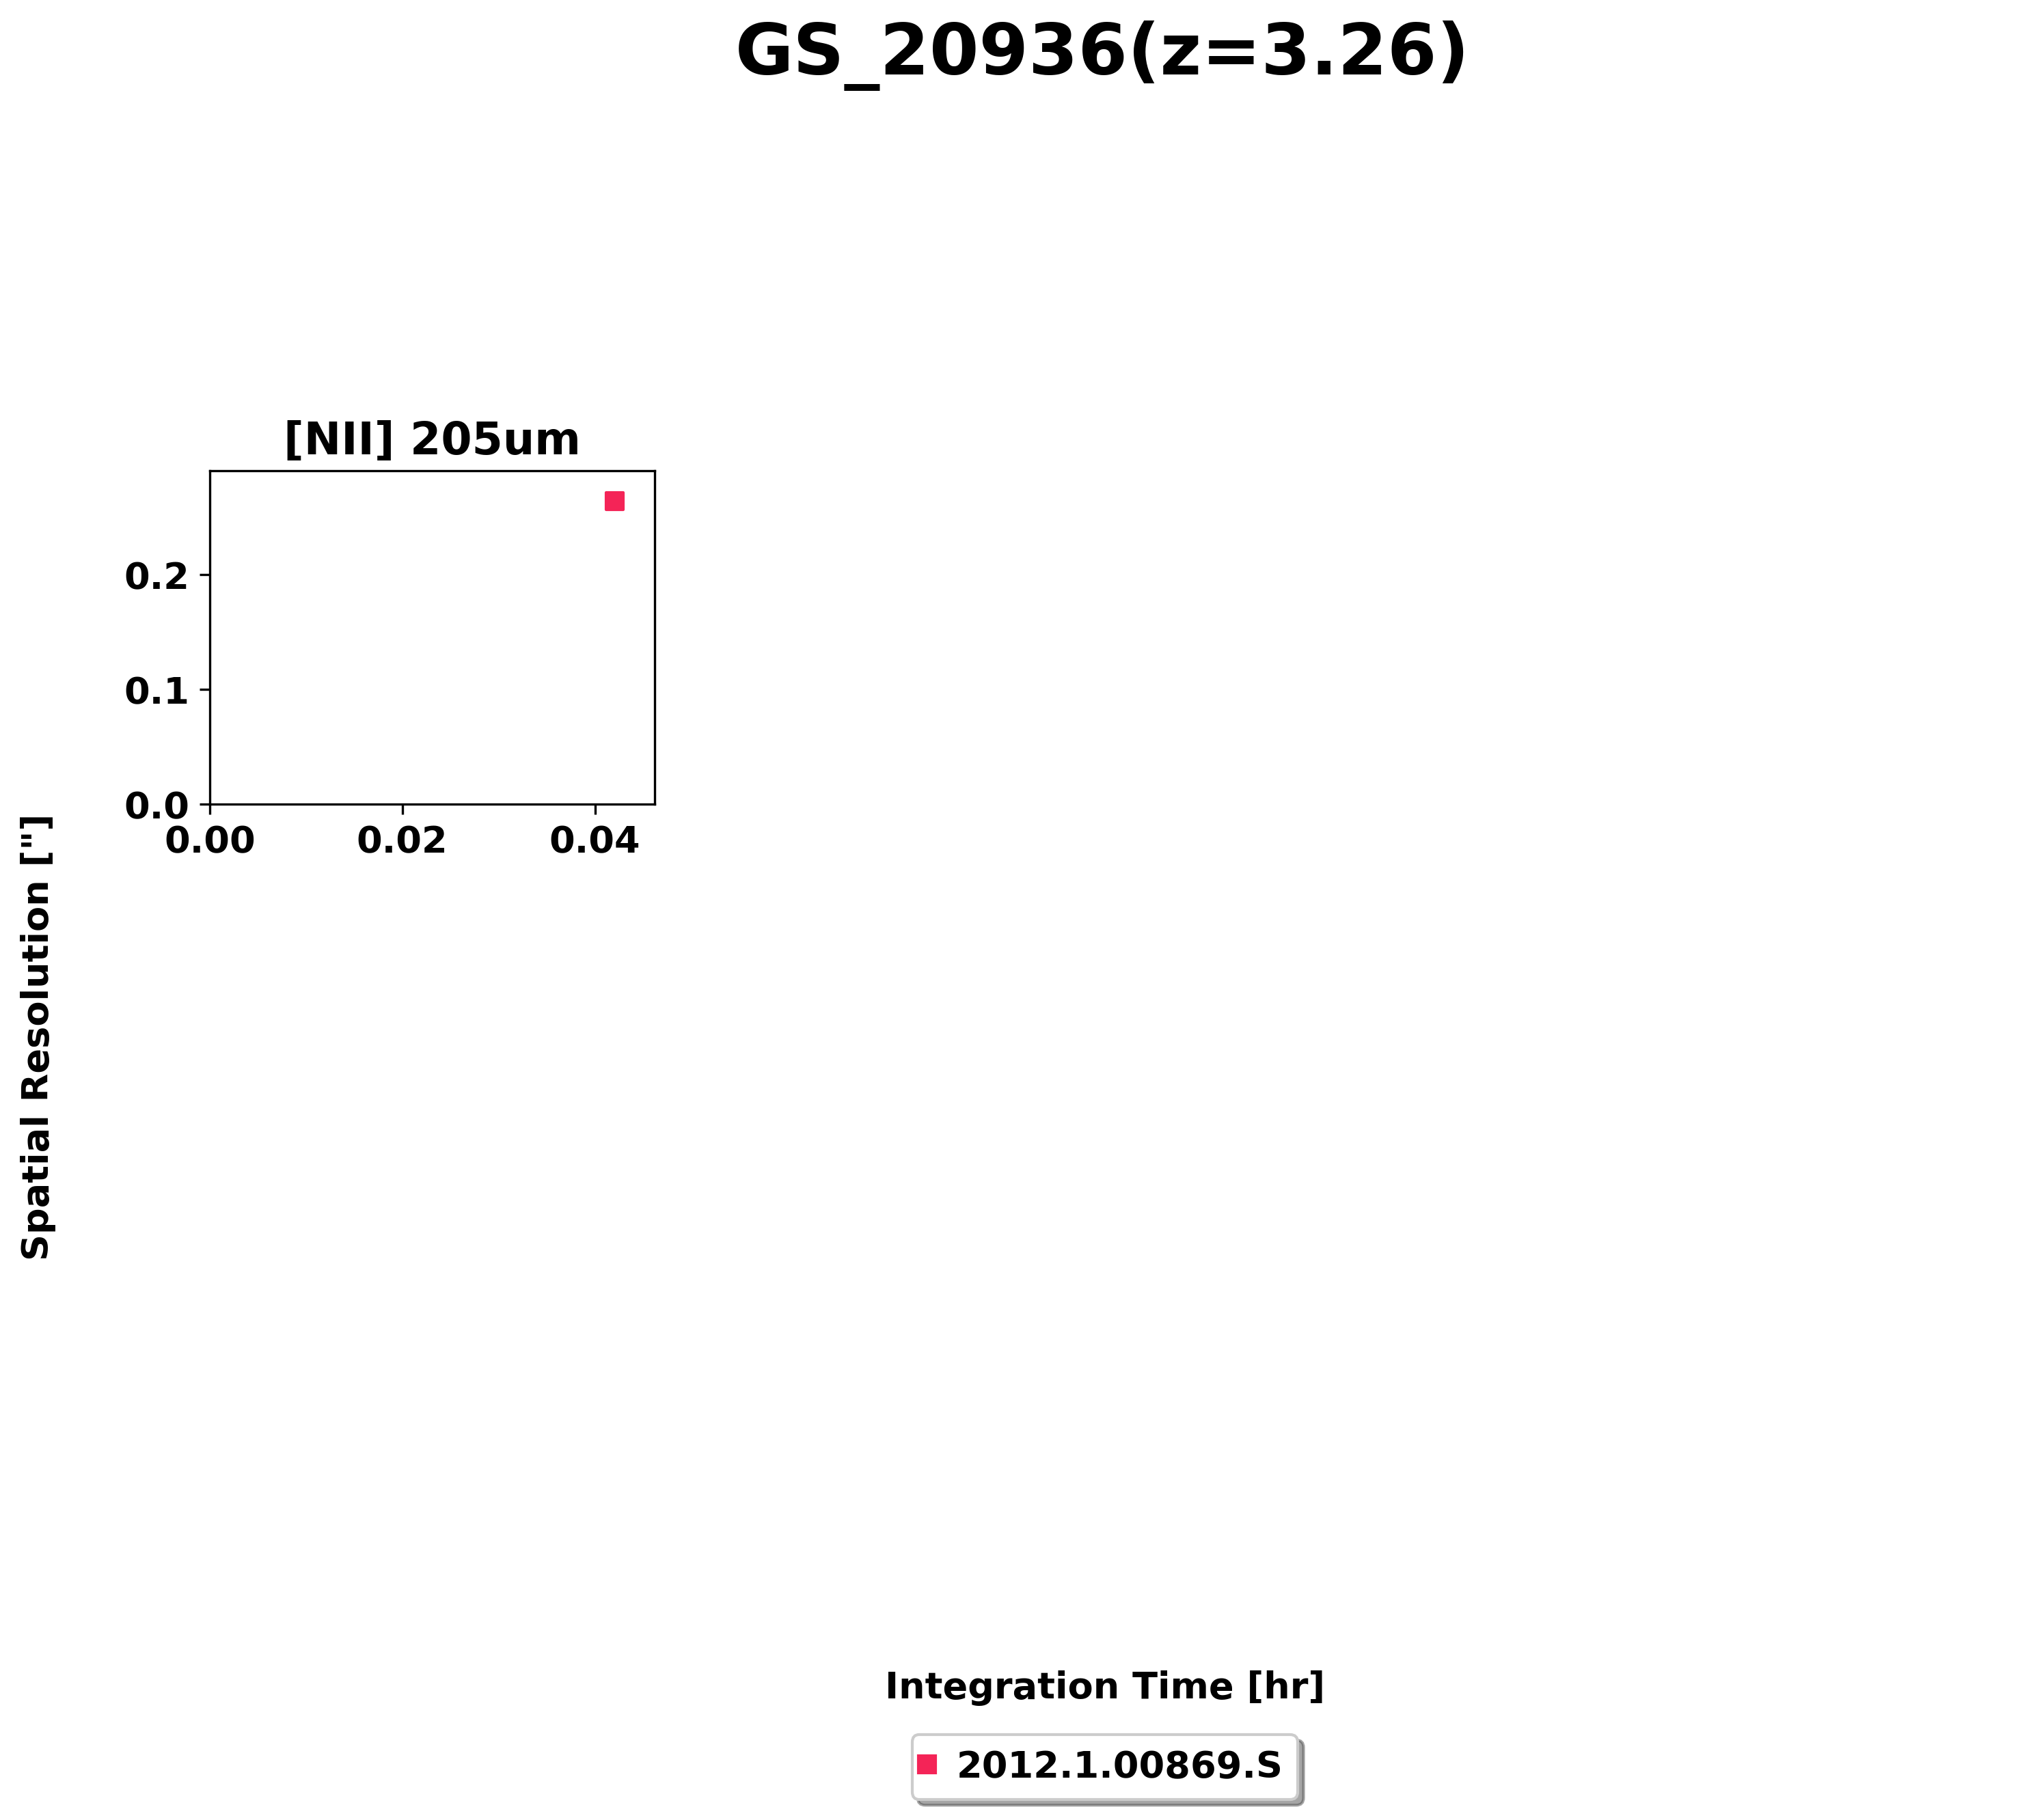 GS_20936(z=3.26)
[NII] 205um
0.2
0.1
0.0
0.00 0.02 0.04
Spatial Resolution ["]
Integration Time [hr]
2012.1.00869.S